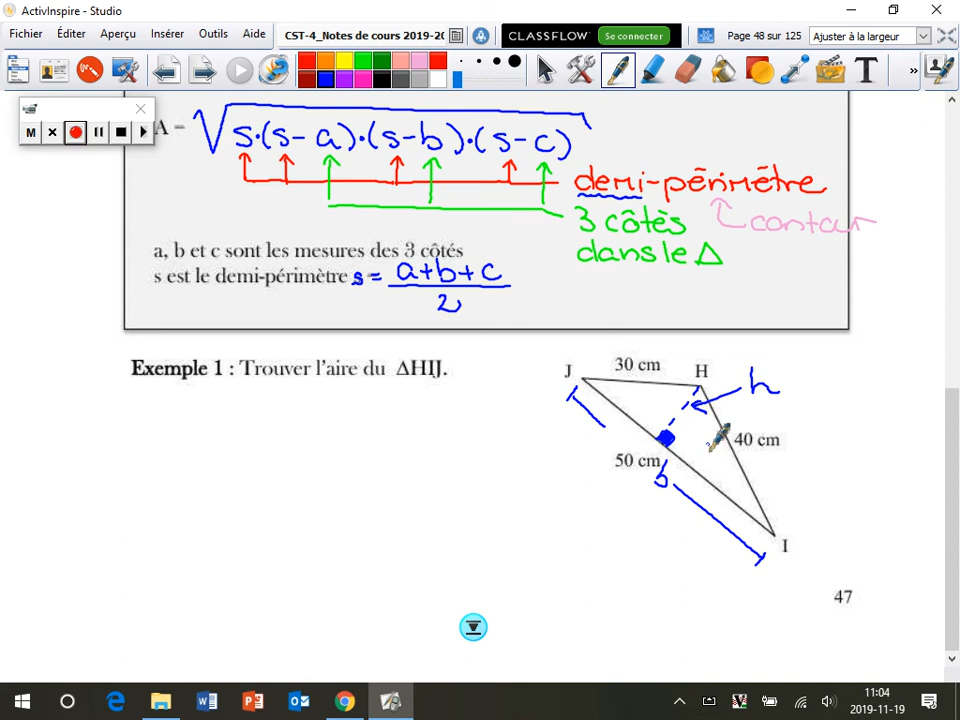 ActivInspire - Studio
Fichier Éditer Aperçu Insérer Outils Aide CST-4_Notes de cours 2019-20 CLASSFLOW Se connecter Page 48 sur 125 Ajuster à la largeur
M
A = √s·(s-a)·(s-b)·(s-c)
demi-périmètre
3 côtés contour
dans le Δ
a, b et c sont les mesures des 3 côtés
s est le demi-périmètre s = a+b+c
2
Exemple 1 : Trouver l'aire du ΔHIJ.
J 30 cm H
h
40 cm
50 cm
b
I
47
11:04
2019-11-19